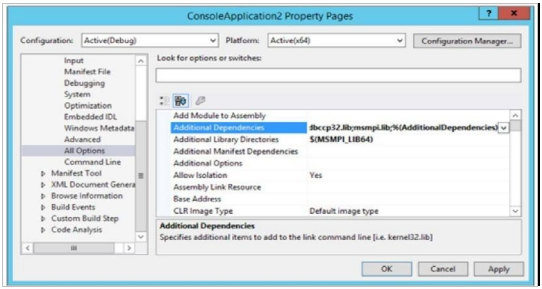 ConsoleApplication2 Property Pages
? x
Configuration: Active(Debug) Platform: Active(x64) Configuration Manager...
Input
Manifest File
Debugging
System
Optimization
Embedded IDL
Windows Metadata
Advanced
All Options
Command Line
Manifest Tool
XML Document Genera
Browse Information
Build Events
Custom Build Step
Code Analysis
Look for options or switches:
Add Module to Assembly
Additional Dependencies dbccp32.lib;msmpi.lib;%(AdditionalDependencies)
Additional Library Directories $(MSMPI_LIB64)
Additional Manifest Dependencies
Additional Options
Allow Isolation Yes
Assembly Link Resource
Base Address
CLR Image Type Default image type
Additional Dependencies
Specifies additional items to add to the link command line [i.e. kernel32.lib]
OK Cancel Apply